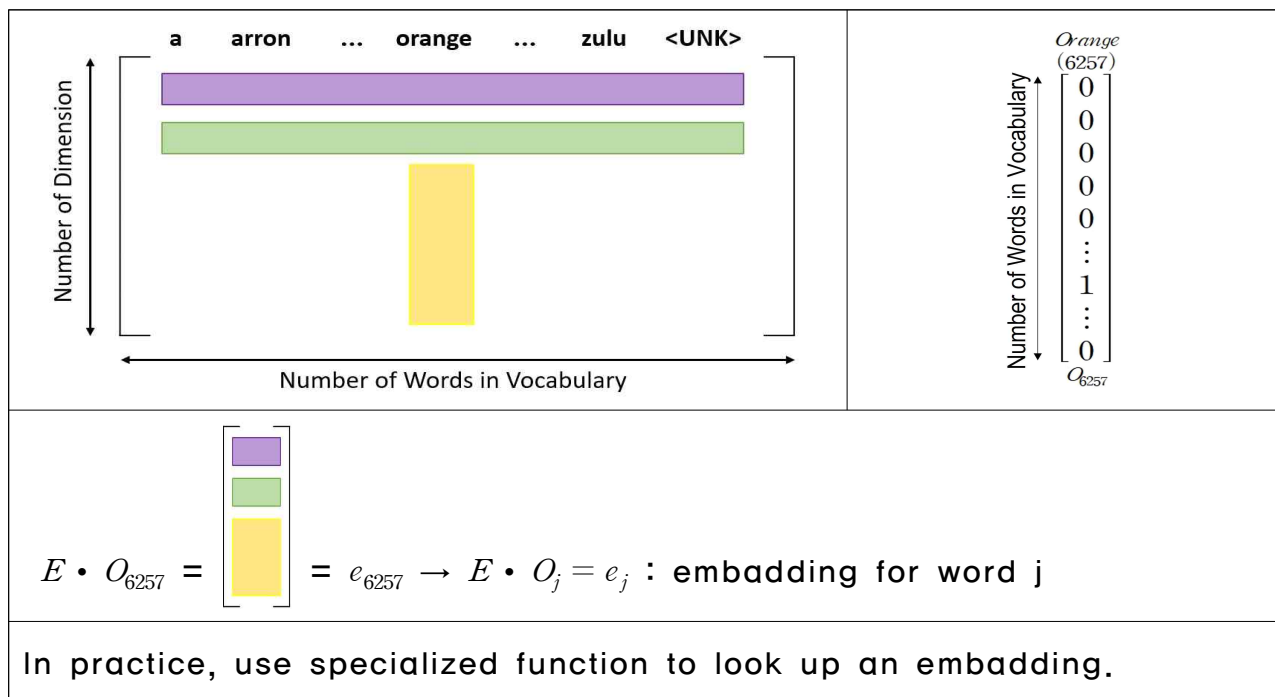 a arron ... orange ... zulu <UNK>
Number of Dimension
Number of Words in Vocabulary
Orange
(6257)
Number of Words in Vocabulary
0
0
0
0
0
⋮
1
⋮
0
O₆₂₅₇
E · O₆₂₅₇ = = e₆₂₅₇ → E · Oⱼ = eⱼ : embadding for word j
In practice, use specialized function to look up an embadding.